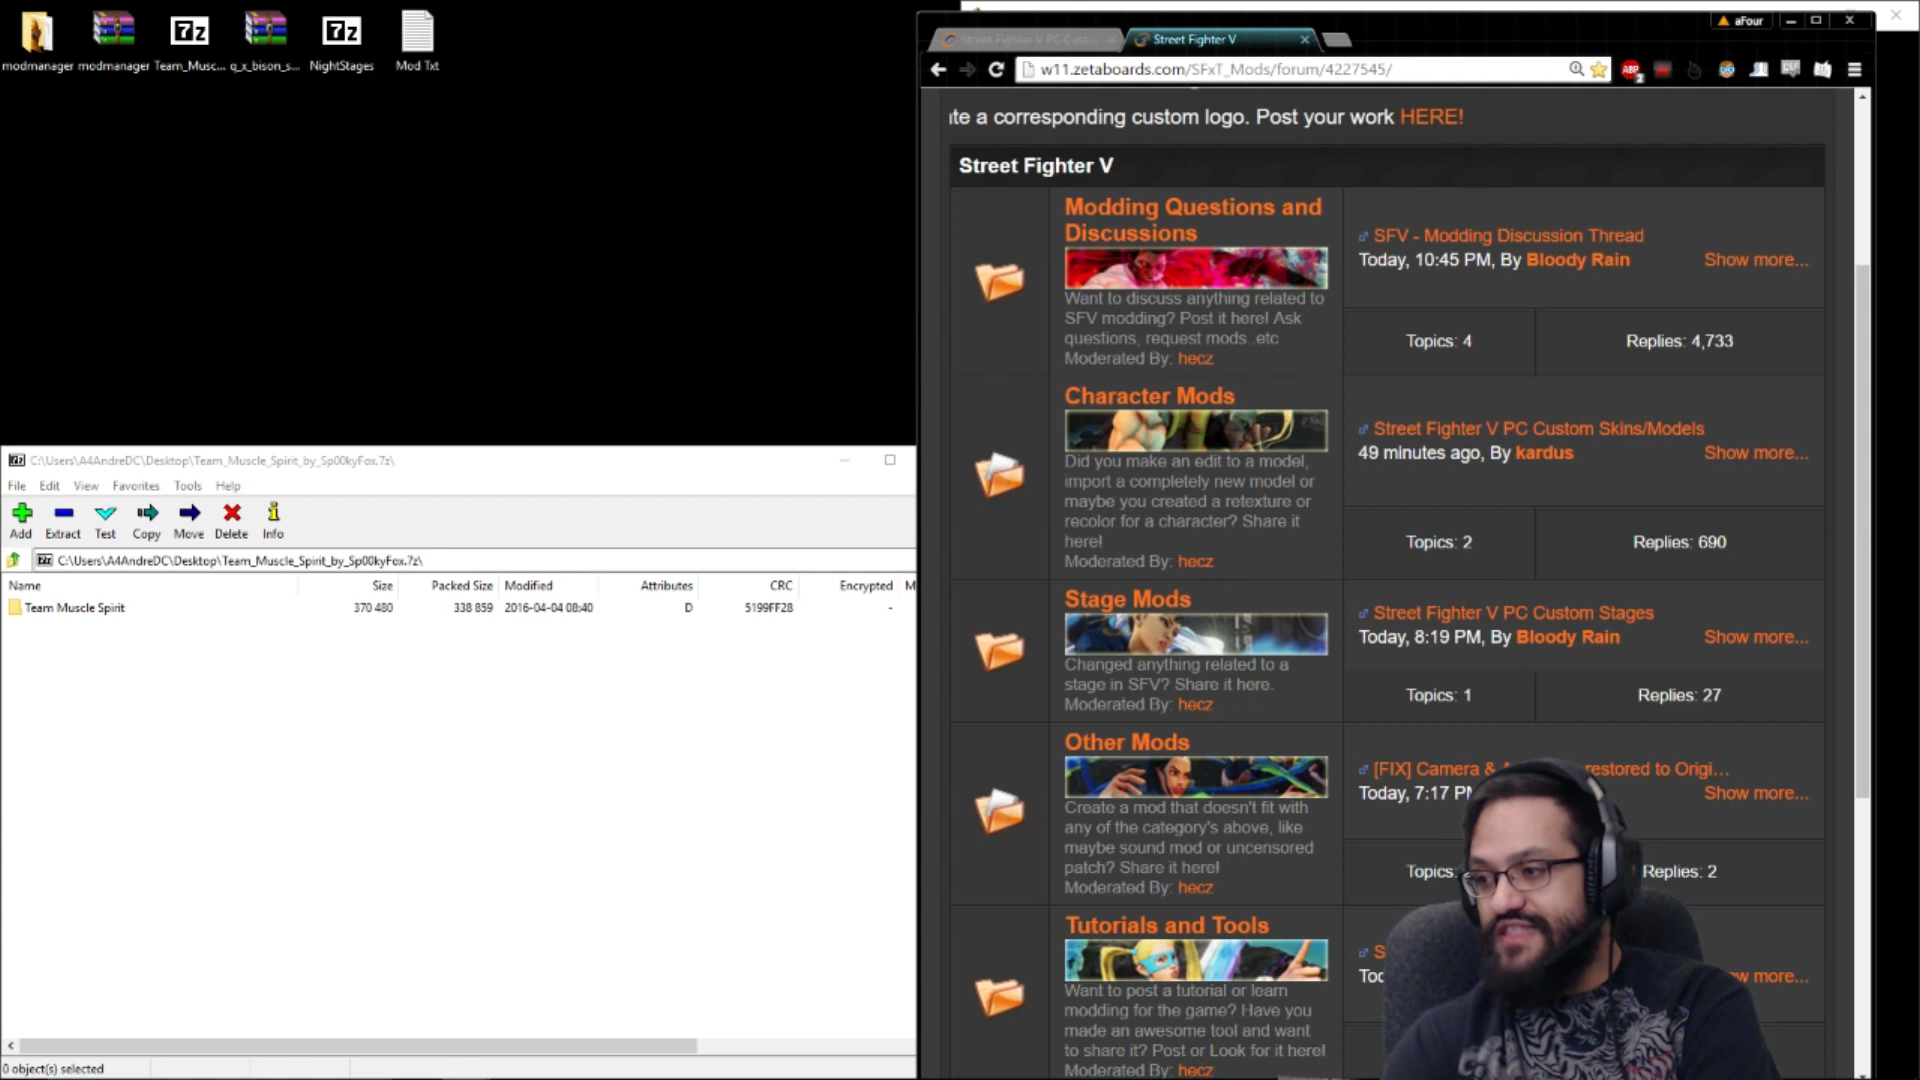 modmanager modmanager Team_Musc... q_x_bison_s... NightStages Mod Txt
aFour
Street Fighter V PC Custo...
Street Fighter V
w11.zetaboards.com/SFxT_Mods/forum/4227545/
ABP
2
te a corresponding custom logo. Post your work HERE!
Street Fighter V
Modding Questions and
Discussions
Want to discuss anything related to
SFV modding? Post it here! Ask
questions, request mods..etc
Moderated By: hecz
SFV - Modding Discussion Thread
Today, 10:45 PM, By Bloody Rain
Show more...
Topics: 4
Replies: 4,733
Character Mods
Did you make an edit to a model,
import a completely new model or
maybe you created a retexture or
recolor for a character? Share it
here!
Moderated By: hecz
Street Fighter V PC Custom Skins/Models
49 minutes ago, By kardus
Show more...
Topics: 2
Replies: 690
Stage Mods
Changed anything related to a
stage in SFV? Share it here.
Moderated By: hecz
Street Fighter V PC Custom Stages
Today, 8:19 PM, By Bloody Rain
Show more...
Topics: 1
Replies: 27
Other Mods
Create a mod that doesn't fit with
any of the category's above, like
maybe sound mod or uncensored
patch? Share it here!
Moderated By: hecz
[FIX] Camera & restored to Origi...
Today, 7:17 PM
Show more...
Topics:
Replies: 2
Tutorials and Tools
Want to post a tutorial or learn
modding for the game? Have you
made an awesome tool and want
to share it? Post or Look for it here!
Moderated By: hecz
S
Tod
ow more...
7z C:\Users\A4AndreDC\Desktop\Team_Muscle_Spirit_by_Sp00kyFox.7z\
File Edit View Favorites Tools Help
Add Extract Test Copy Move Delete Info
C:\Users\A4AndreDC\Desktop\Team_Muscle_Spirit_by_Sp00kyFox.7z\
Name Size Packed Size Modified Attributes CRC Encrypted M
Team Muscle Spirit 370 480 338 859 2016-04-04 08:40 D 5199FF28 -
0 object(s) selected